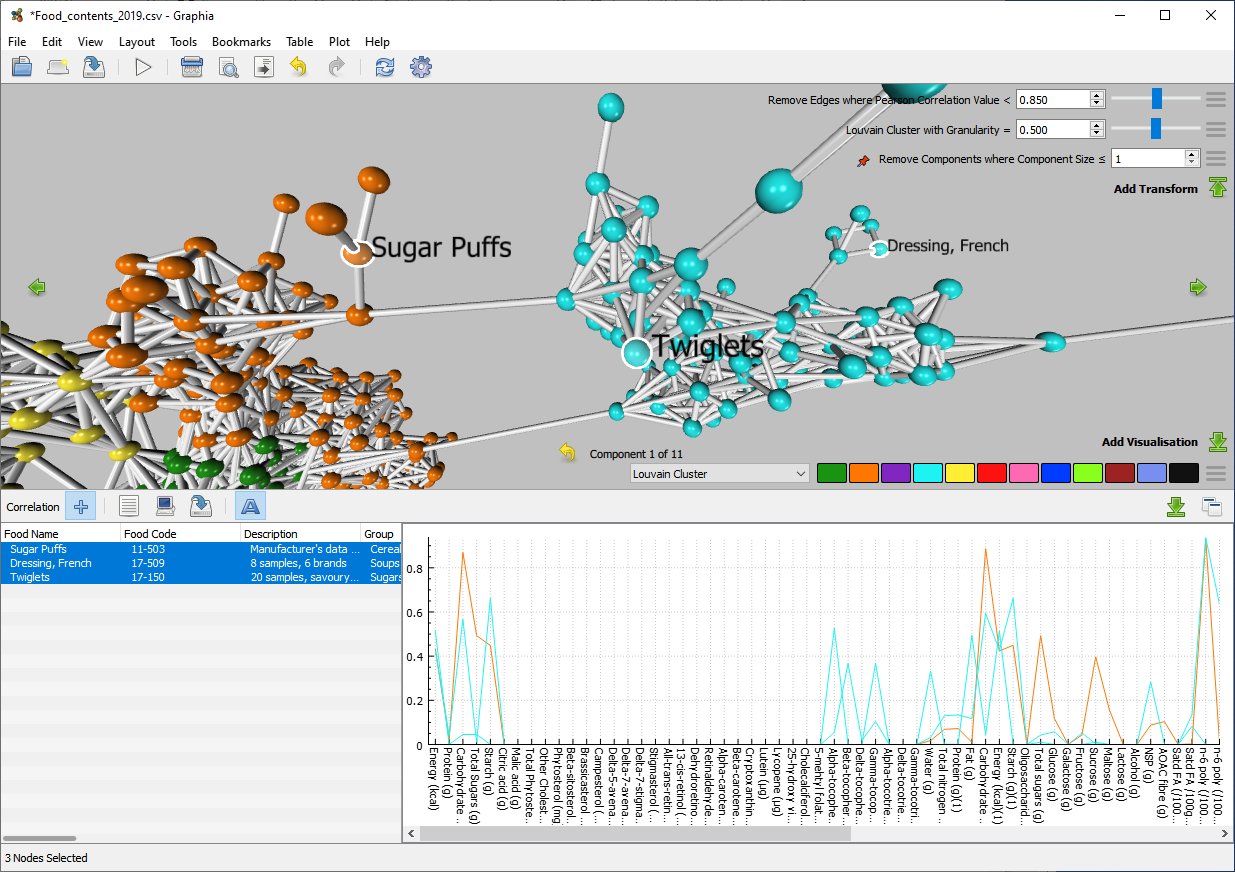 *Food_contents_2019.csv - Graphia
File Edit View Layout Tools Bookmarks Table Plot Help
Remove Edges where Pearson Correlation Value < 0.850
Louvain Cluster with Granularity = 0.500
Remove Components where Component Size ≤ 1
Add Transform
Sugar Puffs
Dressing, French
Twiglets
Add Visualisation
Component 1 of 11
Louvain Cluster
Correlation
Food Name Food Code Description Group
Sugar Puffs 11-503 Manufacturer's data ... Cereal
Dressing, French 17-509 8 samples, 6 brands Soups
Twiglets 17-150 20 samples, savoury... Sugars
0.8
0.6
0.4
0.2
0
Energy (kcal)
Protein (g)
Carbohydrate ..
Total Sugars (g)
Starch (g)
Citric acid (g)
Malic acid (g)
Total Phytoste..
Other Cholest..
Phytosterol (mg
Beta-sitosterol..
Brassicasterol ..
Campesterol (...
Delta-5-avena...
Delta-7-avena...
Delta-7-stigma..
Stigmasterol (...
All-trans-retin...
13-cis-retinol (...
Dehydroretino..
Retinaldehyde..
Alpha-caroten...
Beta-carotene...
Cryptoxanthin...
Lutein (µg)
Lycopene (µg)
25-hydroxy vi...
Cholecalciferol..
5-mehtyl Folat..
Alpha-tocophe..
Beta-tocopher..
Delta-tocophe..
Gamma-tocop..
Alpha-tocotrie..
Delta-tocotrie..
Gamma-tocotri..
Water (g)
Total nitrogen ..
Protein (g)(1)
Fat (g)
Carbohydrate ..
Energy (kcal)(1)
Starch (g)(1)
Oligosaccharid..
Total sugars (g)
Glucose (g)
Galactose (g)
Fructose (g)
Sucrose (g)
Maltose (g)
Lactose (g)
Alcohol (g)
NSP (g)
AOAC fibre (g)
Satd FA (/100...
Satd FA /100g...
n-6 poly (/100...
n-6 poly (/100...
3 Nodes Selected